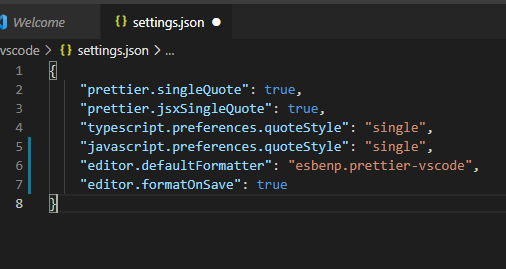 Welcome
{} settings.json
vscode > {} settings.json > ...
1 {
2 "prettier.singleQuote": true,
3 "prettier.jsxSingleQuote": true,
4 "typescript.preferences.quoteStyle": "single",
5 "javascript.preferences.quoteStyle": "single",
6 "editor.defaultFormatter": "esbenp.prettier-vscode",
7 "editor.formatOnSave": true
8 }